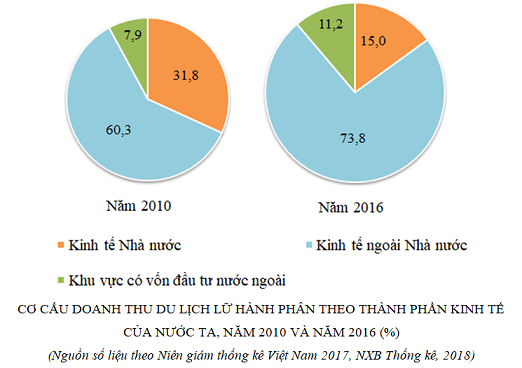 7,9
31,8
60,3
11,2
15,0
73,8
Năm 2010
Năm 2016
Kinh tế Nhà nước
Kinh tế ngoài Nhà nước
Khu vực có vốn đầu tư nước ngoài
CƠ CẤU DOANH THU DU LỊCH LỮ HÀNH PHÂN THEO THÀNH PHẦN KINH TẾ
CỦA NƯỚC TA, NĂM 2010 VÀ NĂM 2016 (%)
(Nguồn số liệu theo Niên giám thống kê Việt Nam 2017, NXB Thống kê, 2018)